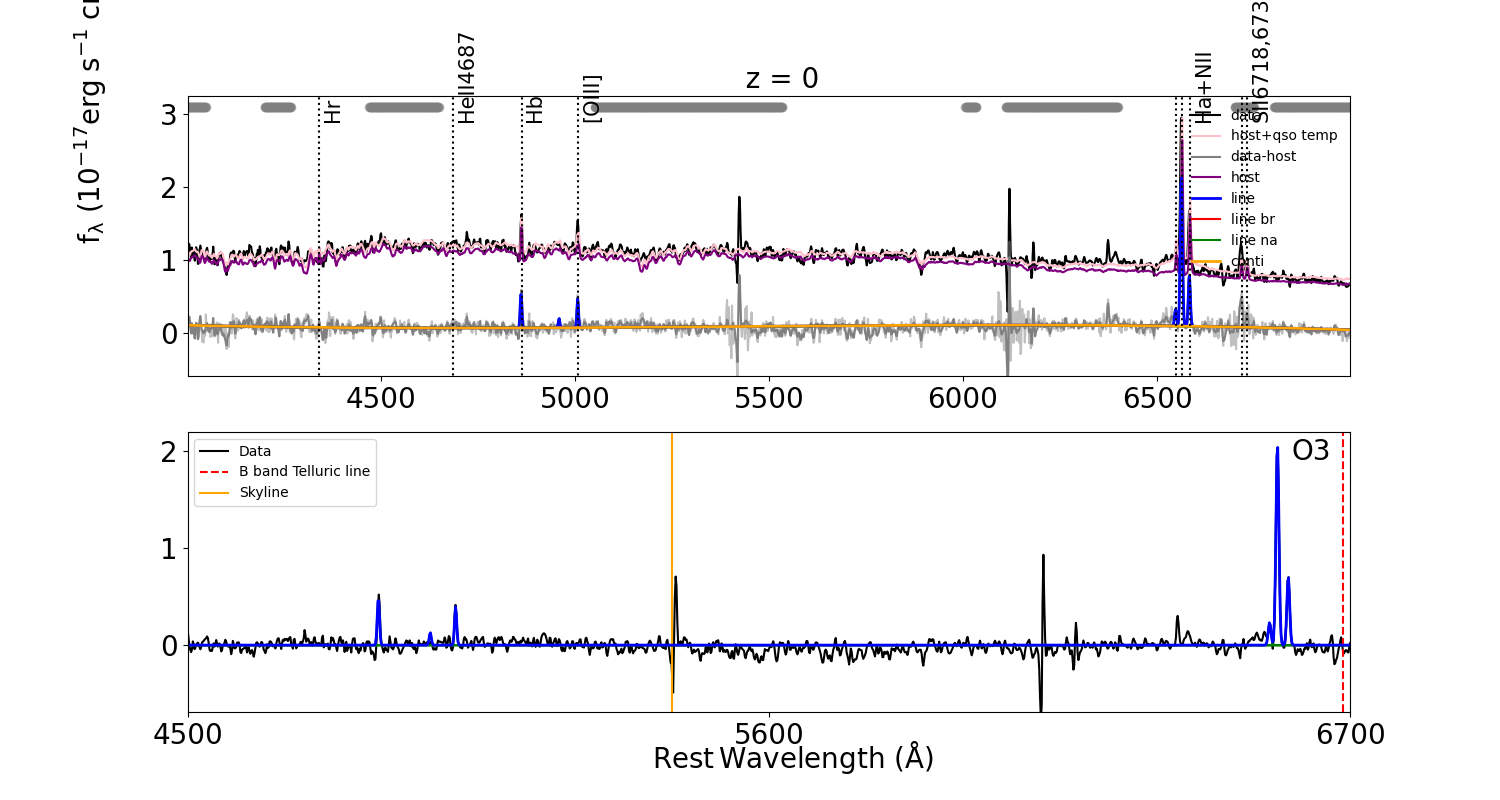 z = 0
f_λ (10^−17 erg s^−1 c
Hr
HeII4687
Hb
[OIII]
Ha+NII
SII6718,673
data
host+qso temp
data-host
host
line
line br
line na
conti
3
2
1
0
4500 5000 5500 6000 6500
Data
B band Telluric line
Skyline
O3
2
1
0
4500 5600 6700
Rest Wavelength (Å)